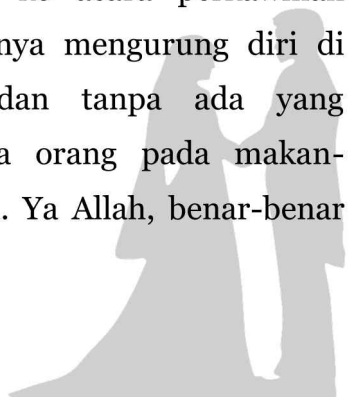 nya mengurung diri di
dan tanpa ada yang
a orang pada makan-
. Ya Allah, benar-benar